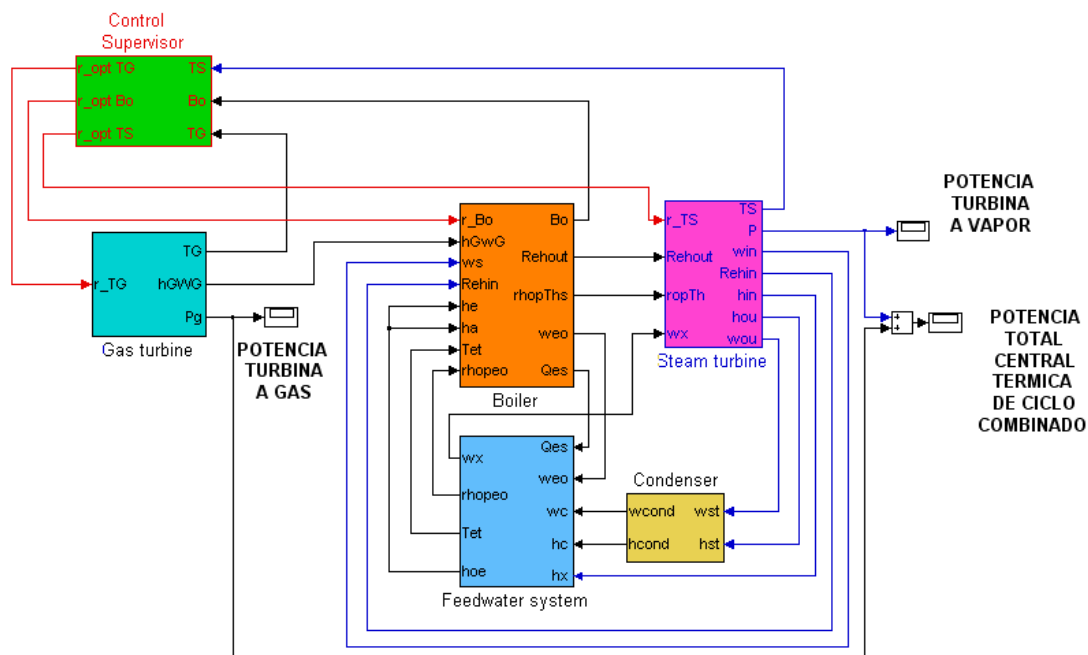 Control
Supervisor
r_opt TG
TS
r_opt Bo
Bo
r_opt TS
TG
r_TG
TG
hGWG
Pg
Gas turbine
POTENCIA
TURBINA
A GAS
r_Bo
hGwG
ws
Rehin
he
ha
Tet
rhopeo
Bo
Rehout
rhopThs
weo
Qes
Boiler
r_TS
Rehout
ropTh
wx
TS
P
win
Rehin
hin
hou
wou
Steam turbine
POTENCIA
TURBINA
A VAPOR
+
+
POTENCIA
TOTAL
CENTRAL
TERMICA
DE CICLO
COMBINADO
wx
rhopeo
Tet
hoe
Qes
weo
wc
hc
hx
Feedwater system
Condenser
wcond
wst
hcond
hst